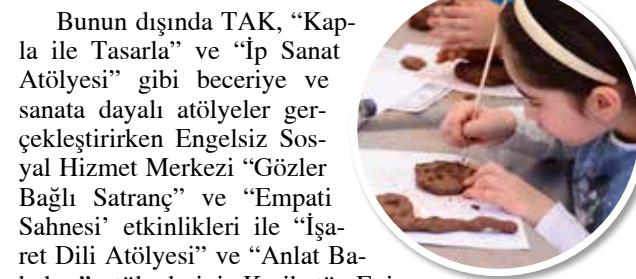 Bunun dışında TAK, “Kap-
la ile Tasarla” ve “İp Sanat
Atölyesi” gibi beceriye ve
sanata dayalı atölyeler ger-
çekleştirirken Engelsiz Sos-
yal Hizmet Merkezi “Gözler
Bağlı Satranç” ve “Empati
Sahnesi’ etkinlikleri ile “İşa-
ret Dili Atölyesi” ve “Anlat Ba-